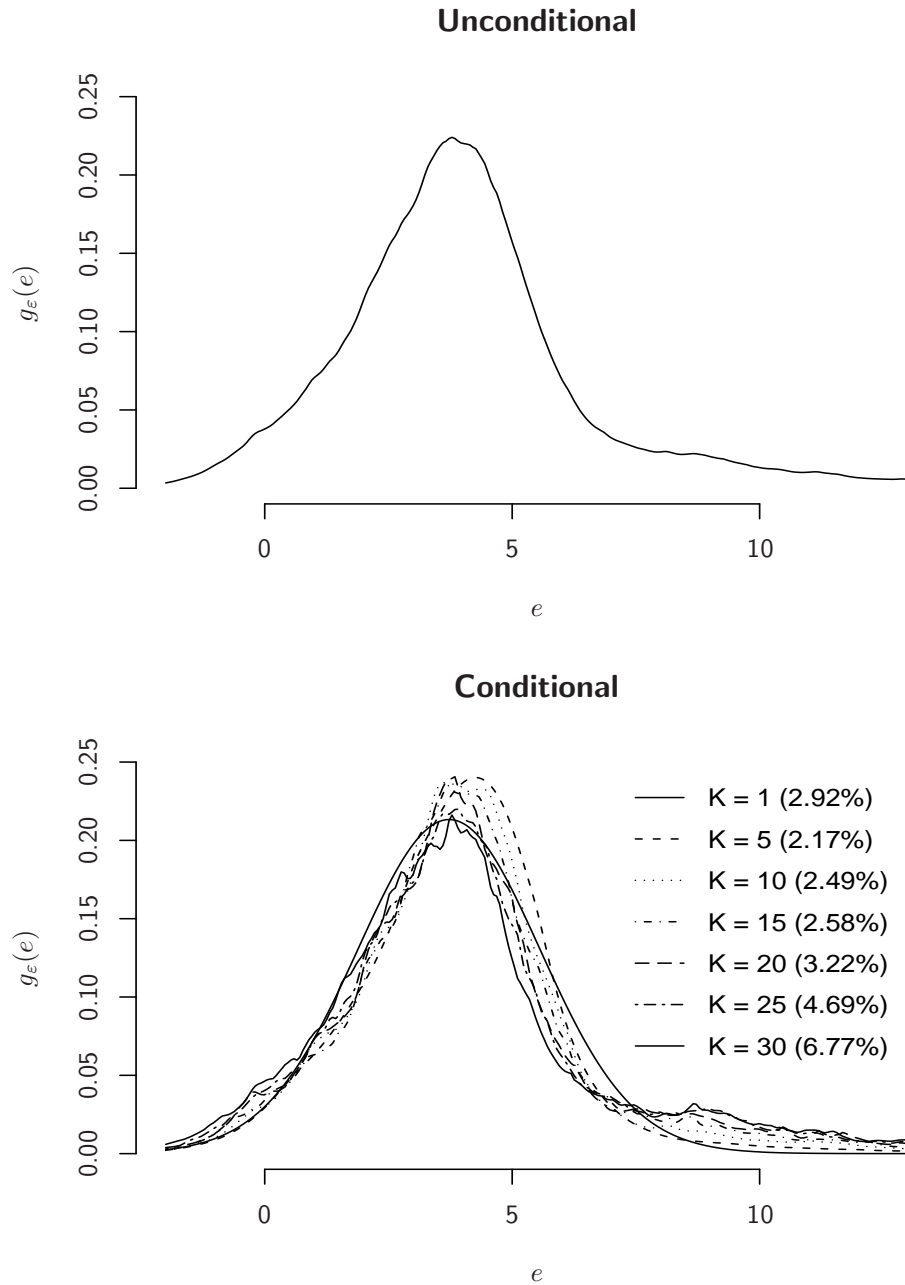 Unconditional
0.25
0.20
0.15
0.10
0.05
0.00
gε(e)
0 5 10
e
Conditional
0.25
0.20
0.15
0.10
0.05
0.00
gε(e)
K = 1 (2.92%)
K = 5 (2.17%)
K = 10 (2.49%)
K = 15 (2.58%)
K = 20 (3.22%)
K = 25 (4.69%)
K = 30 (6.77%)
0 5 10
e